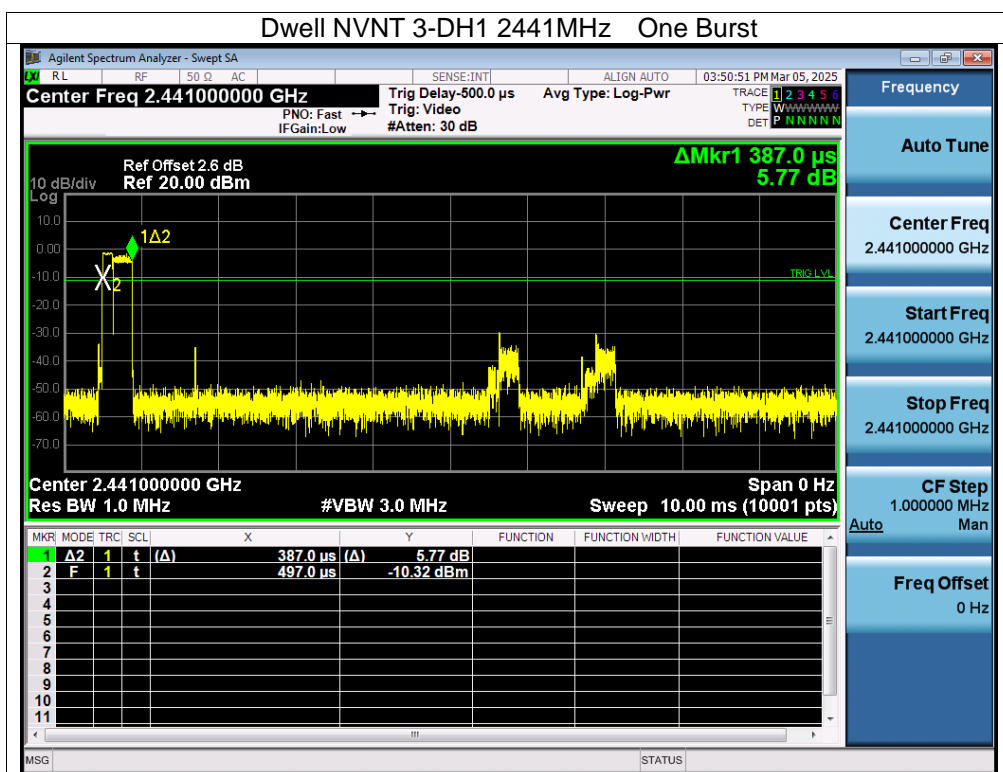 Dwell NVNT 3-DH1 2441MHz One Burst
Agilent Spectrum Analyzer - Swept SA
LXI RL RF 50 Ω AC SENSE:INT ALIGN AUTO 03:50:51 PM Mar 05, 2025
Center Freq 2.441000000 GHz
PNO: Fast
IFGain:Low
Trig Delay-500.0 µs
Trig: Video
#Atten: 30 dB
Avg Type: Log-Pwr
TRACE 1 2 3 4 5 6
TYPE WWWWWW
DET P N N N N N
ΔMkr1 387.0 µs
5.77 dB
Ref Offset 2.6 dB
10 dB/div Ref 20.00 dBm
Log
10.0
0.00
-10.0
-20.0
-30.0
-40.0
-50.0
-60.0
-70.0
1Δ2
X2
TRIG LVL
Center 2.441000000 GHz Span 0 Hz
Res BW 1.0 MHz #VBW 3.0 MHz Sweep 10.00 ms (10001 pts)
MKR MODE TRC SCL X Y FUNCTION FUNCTION WIDTH FUNCTION VALUE
1 Δ2 1 t (Δ) 387.0 µs (Δ) 5.77 dB
2 F 1 t 497.0 µs -10.32 dBm
3
4
5
6
7
8
9
10
11
MSG STATUS
Frequency
Auto Tune
Center Freq
2.441000000 GHz
Start Freq
2.441000000 GHz
Stop Freq
2.441000000 GHz
CF Step
1.000000 MHz
Auto Man
Freq Offset
0 Hz